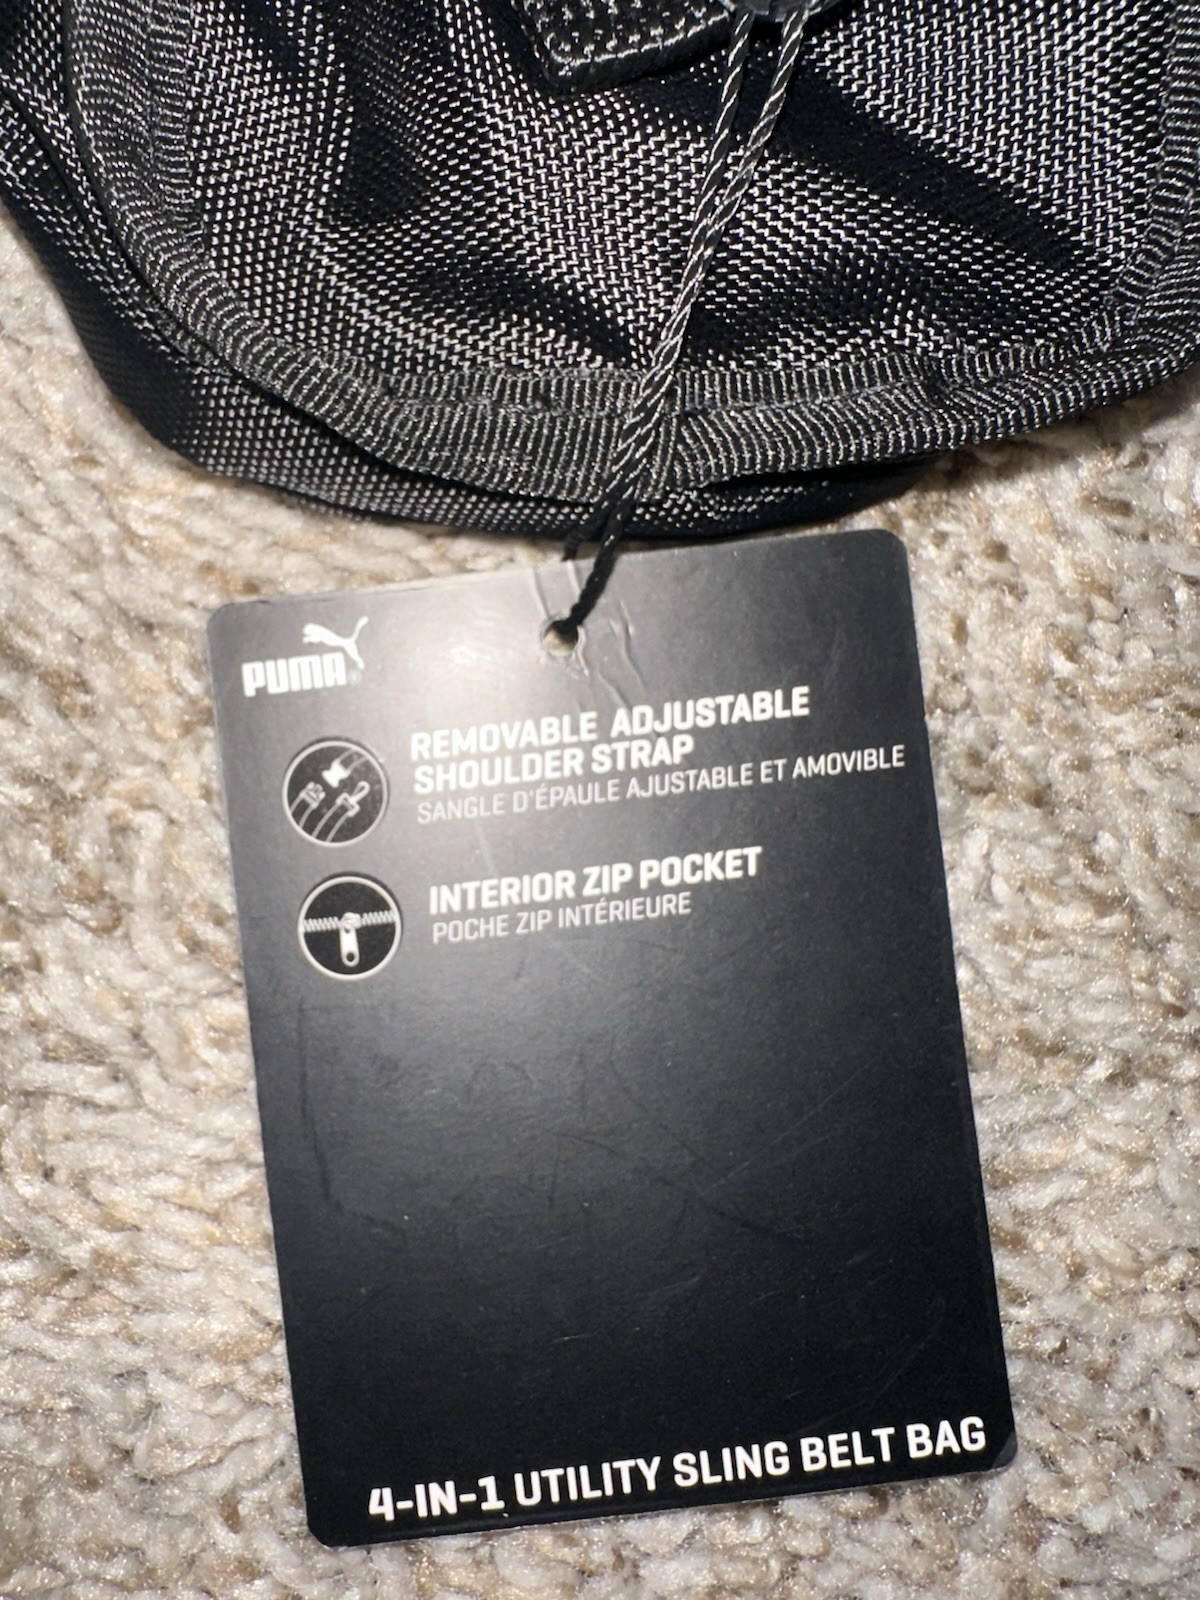 PUMA®
REMOVABLE ADJUSTABLE
SHOULDER STRAP
SANGLE D'ÉPAULE AJUSTABLE ET AMOVIBLE
INTERIOR ZIP POCKET
POCHE ZIP INTÉRIEURE
4-IN-1 UTILITY SLING BELT BAG